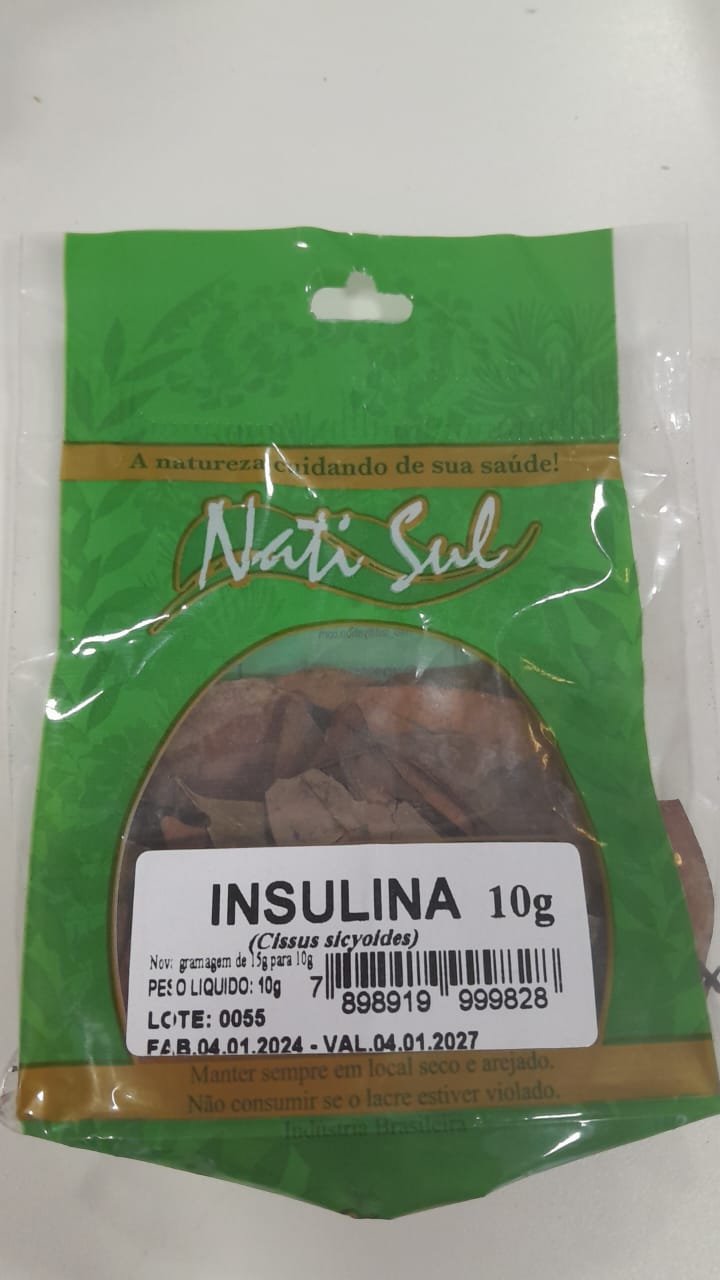 A natureza cuidando de sua saúde!
Nati Sul
INSULINA 10g
(Cissus sicyoides)
Nov: gramagem de 15g para 10g
PESO LIQUIDO: 10g
7 898919 999828
LOTE: 0055
FAB.04.01.2024 - VAL.04.01.2027
Manter sempre em local seco e arejado.
Não consumir se o lacre estiver violado.
Indústria Brasileira